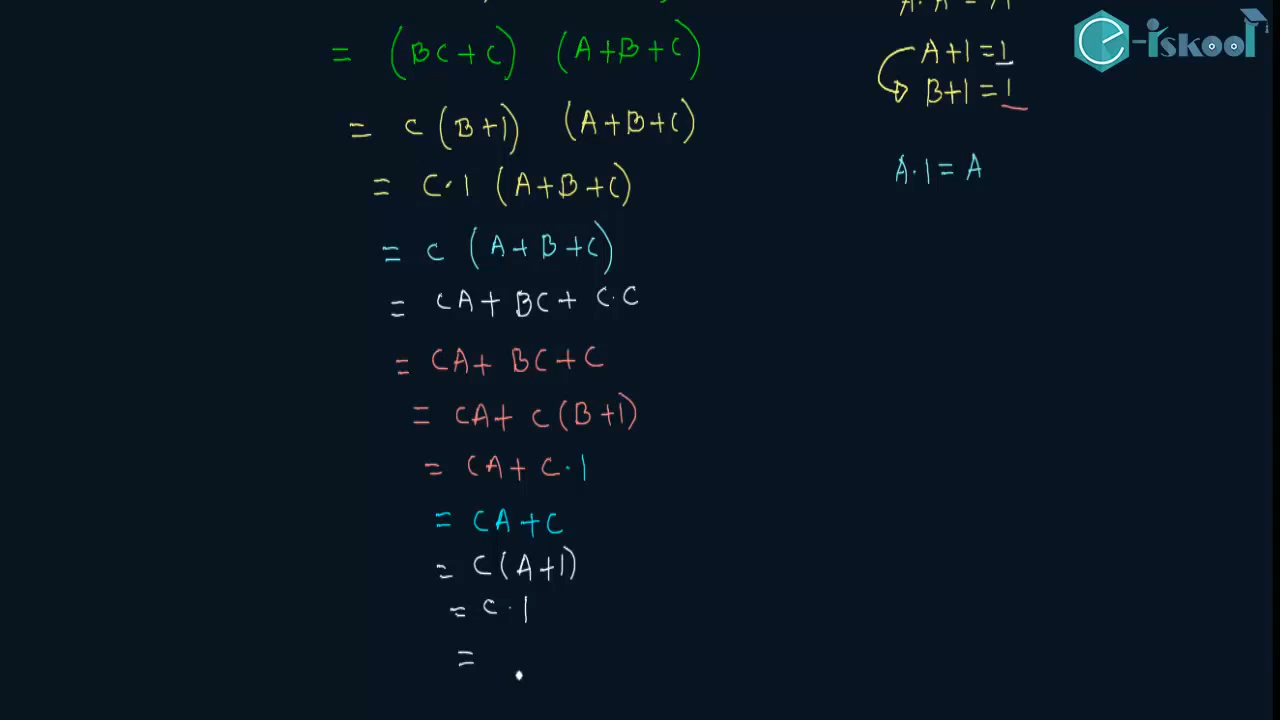 = (BC+C) (A+B+C)
= C(B+1) (A+B+C)
= C·1 (A+B+C)
= C (A+B+C)
= CA+BC+C·C
= CA+BC+C
= CA+C(B+1)
= CA+C·1
= CA+C
= C(A+1)
= C·1
=
A·A=A
A+1=1
B+1=1
A·1=A
e-iskool